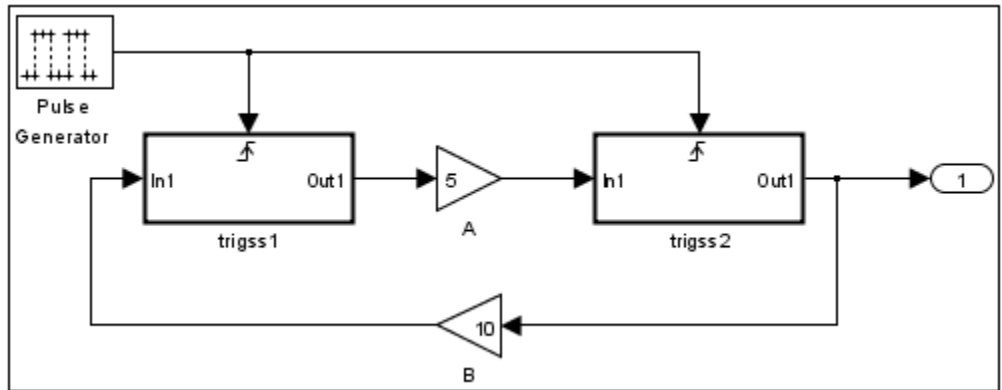 Pulse
Generator
In1
Out1
trigss1
5
A
In1
Out1
trigss2
1
10
B